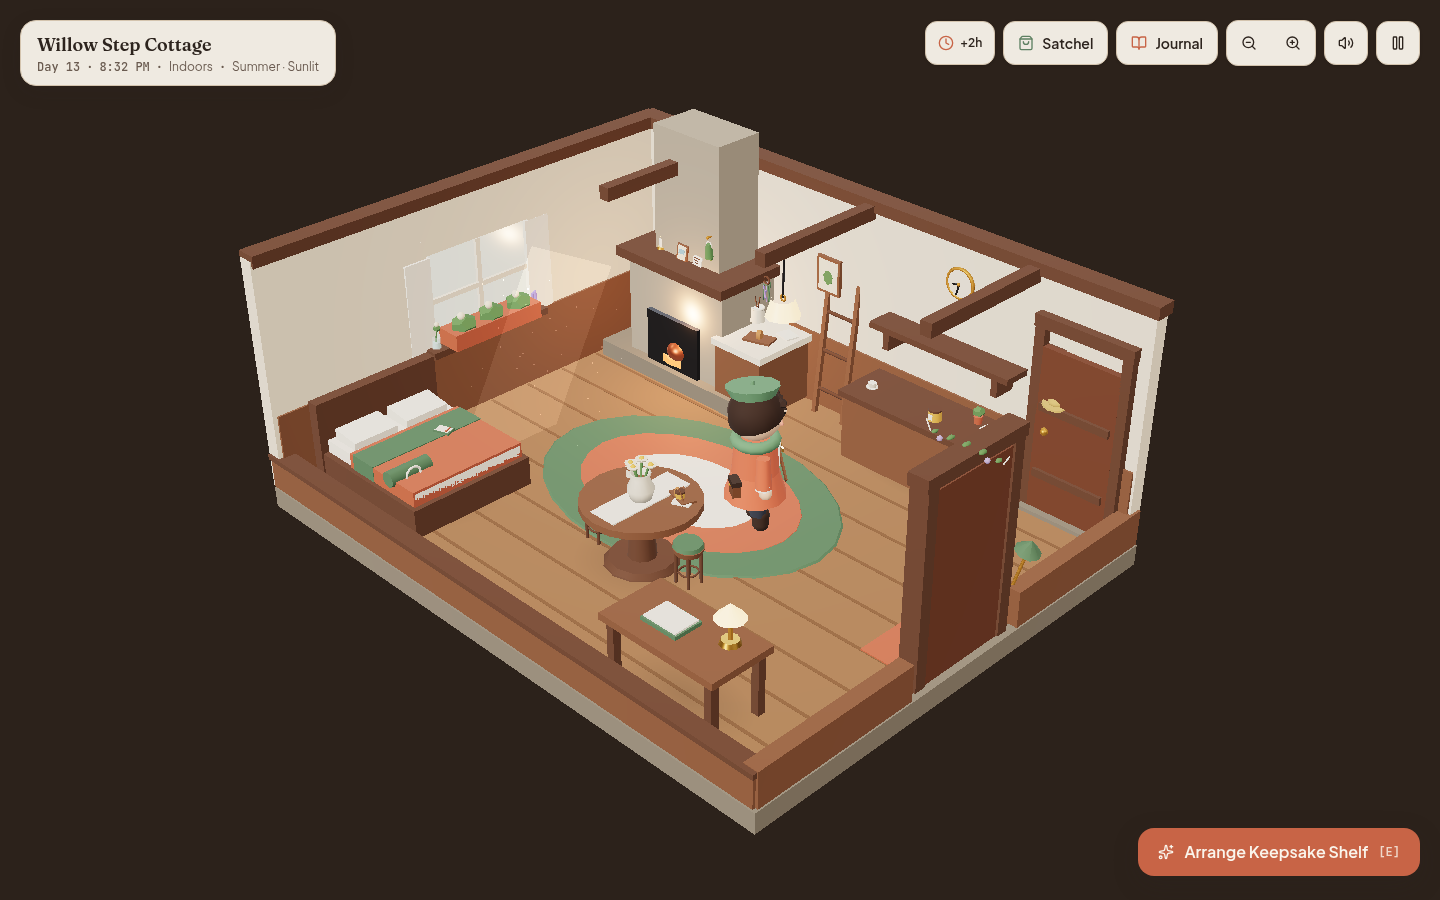 Willow Step Cottage
Day 13 · 8:32 PM · Indoors · Summer · Sunlit
+2h
Satchel
Journal
Arrange Keepsake Shelf [E]